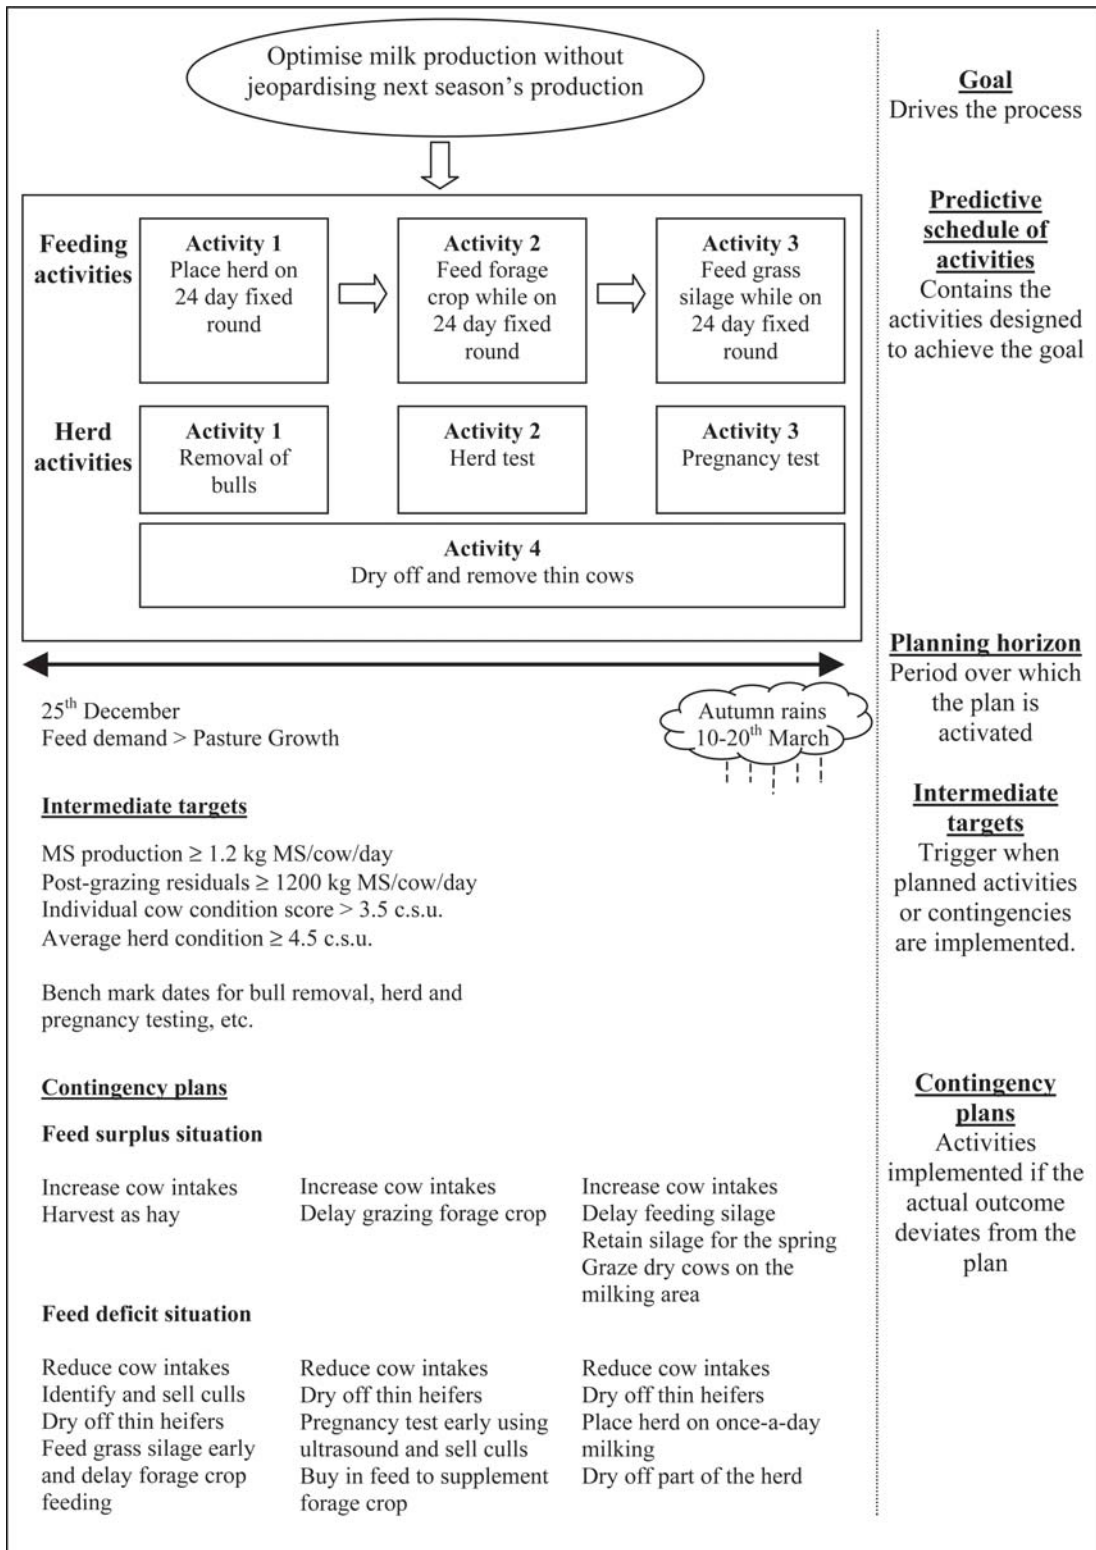 Optimise milk production without
jeopardising next season's production
Goal
Drives the process
Predictive
schedule of
activities
Contains the
activities designed
to achieve the goal
Feeding
activities
Activity 1
Place herd on
24 day fixed
round
Activity 2
Feed forage
crop while on
24 day fixed
round
Activity 3
Feed grass
silage while on
24 day fixed
round
Herd
activities
Activity 1
Removal of
bulls
Activity 2
Herd test
Activity 3
Pregnancy test
Activity 4
Dry off and remove thin cows
Planning horizon
Period over which
the plan is
activated
25th December
Feed demand > Pasture Growth
Autumn rains
10-20th March
Intermediate targets
MS production ≥ 1.2 kg MS/cow/day
Post-grazing residuals ≥ 1200 kg MS/cow/day
Individual cow condition score > 3.5 c.s.u.
Average herd condition ≥ 4.5 c.s.u.
Bench mark dates for bull removal, herd and
pregnancy testing, etc.
Intermediate
targets
Trigger when
planned activities
or contingencies
are implemented.
Contingency plans
Feed surplus situation
Increase cow intakes
Harvest as hay
Increase cow intakes
Delay grazing forage crop
Increase cow intakes
Delay feeding silage
Retain silage for the spring
Graze dry cows on the
milking area
Contingency
plans
Activities
implemented if the
actual outcome
deviates from the
plan
Feed deficit situation
Reduce cow intakes
Identify and sell culls
Dry off thin heifers
Feed grass silage early
and delay forage crop
feeding
Reduce cow intakes
Dry off thin heifers
Pregnancy test early using
ultrasound and sell culls
Buy in feed to supplement
forage crop
Reduce cow intakes
Dry off thin heifers
Place herd on once-a-day
milking
Dry off part of the herd